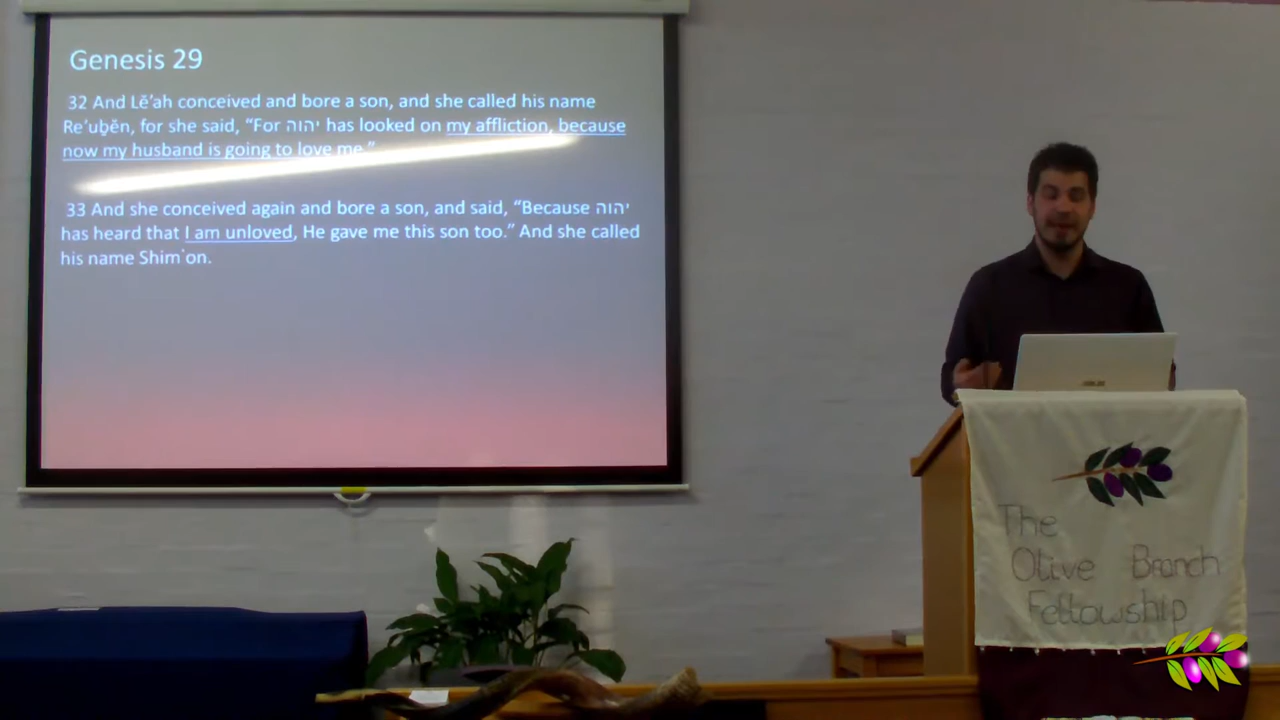 Genesis 29
32 And Lĕ’ah conceived and bore a son, and she called his name
Re’uḇĕn, for she said, “For יהוה has looked on my affliction, because
now my husband is going to love me.”
33 And she conceived again and bore a son, and said, “Because יהוה
has heard that I am unloved, He gave me this son too.” And she called
his name Shimʽon.
ASUS
The
Olive Branch
Fellowship